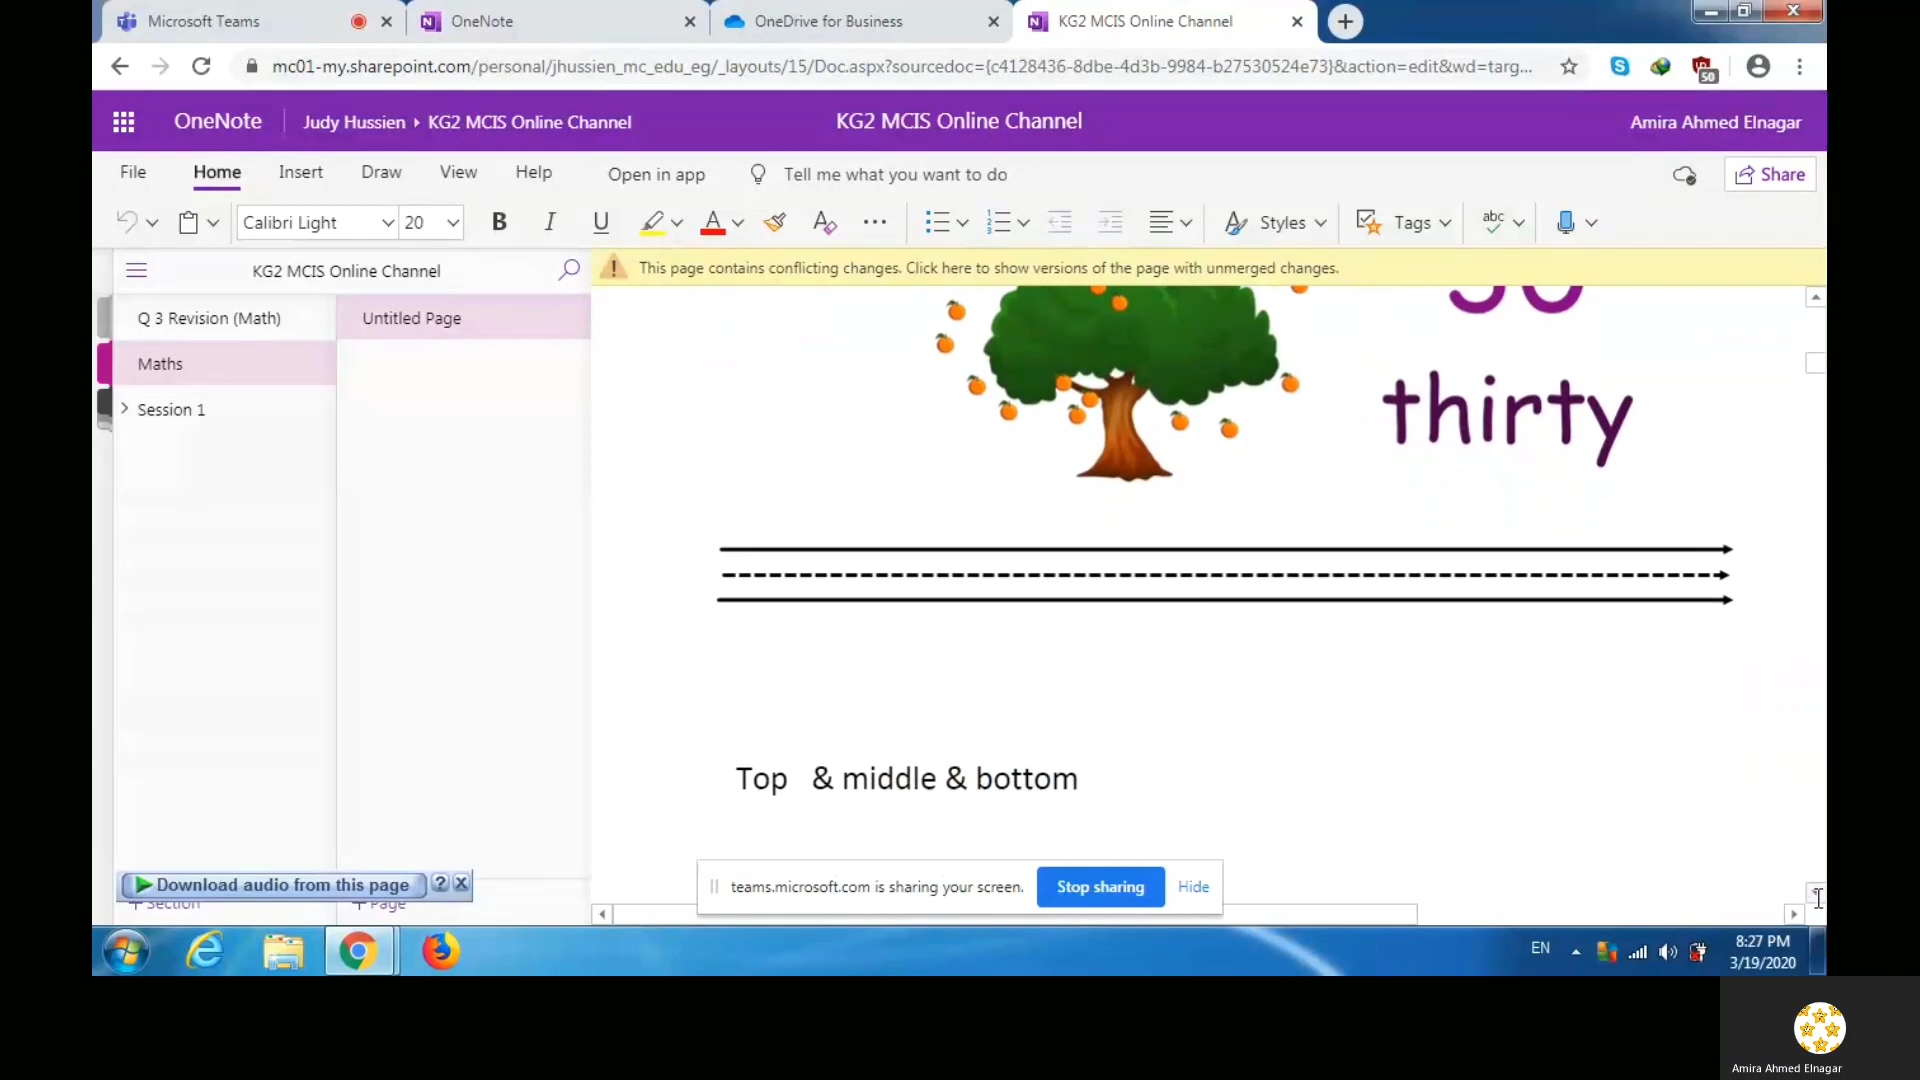 Microsoft Teams
OneNote
OneDrive for Business
KG2 MCIS Online Channel
mc01-my.sharepoint.com/personal/jhussien_mc_edu_eg/_layouts/15/Doc.aspx?sourcedoc={c4128436-8dbe-4d3b-9984-b27530524e73}&action=edit&wd=targ...
50
OneNote
Judy Hussien ▸ KG2 MCIS Online Channel
KG2 MCIS Online Channel
Amira Ahmed Elnagar
File
Home
Insert
Draw
View
Help
Open in app
Tell me what you want to do
Share
Calibri Light
20
B
I
U
A
Styles
Tags
abc
KG2 MCIS Online Channel
This page contains conflicting changes. Click here to show versions of the page with unmerged changes.
Q 3 Revision (Math)
Untitled Page
Maths
Session 1
thirty
Top & middle & bottom
Download audio from this page
?
+ Section
+ Page
teams.microsoft.com is sharing your screen.
Stop sharing
Hide
EN
8:27 PM
3/19/2020
Amira Ahmed Elnagar